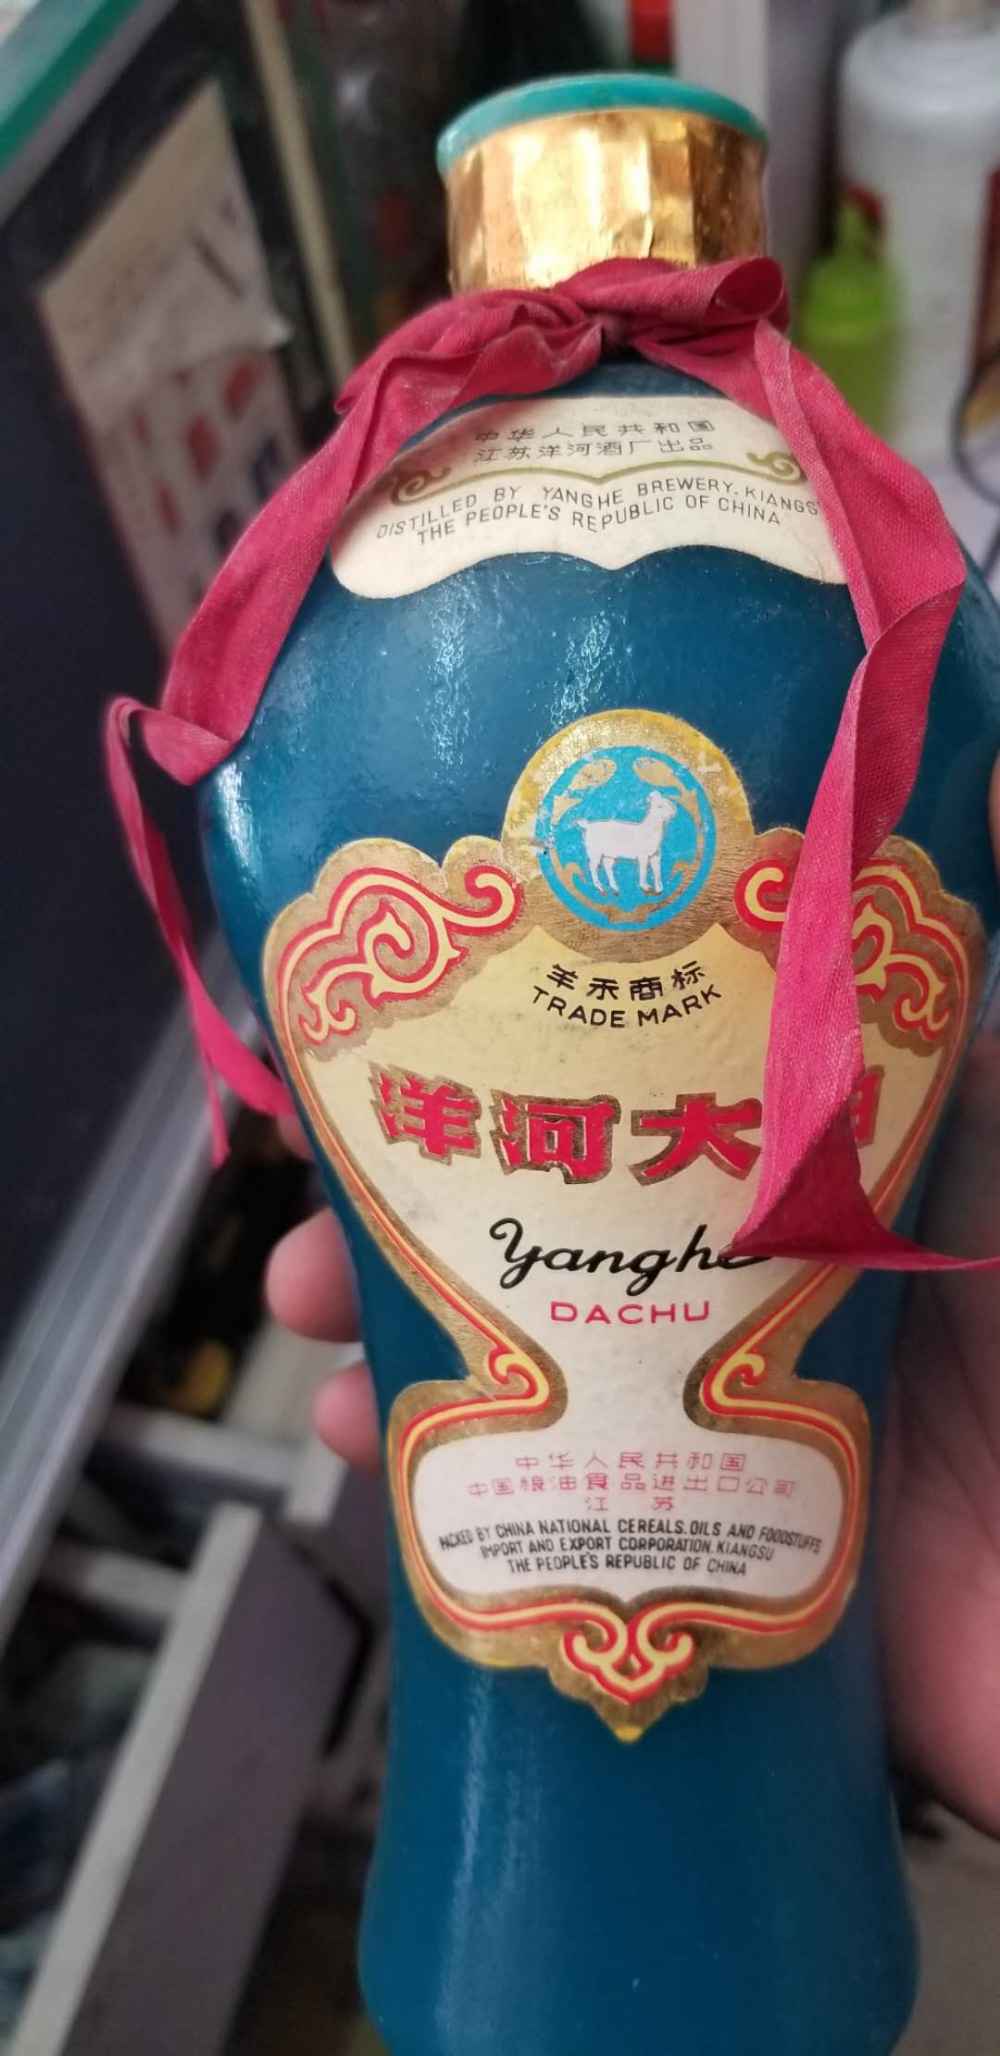 中华人民共和国
江苏洋河酒厂出品
DISTILLED BY YANGHE BREWERY. KIANGS
THE PEOPLE'S REPUBLIC OF CHINA
羊禾商标
TRADE MARK
洋河大
Yanghe
DACHU
中华人民共和国
中国粮油食品进出口公司
江 苏
PACKED BY CHINA NATIONAL CEREALS. OILS AND FOODSTUFFS
IMPORT AND EXPORT CORPORATION. KIANGSU
THE PEOPLE'S REPUBLIC OF CHINA